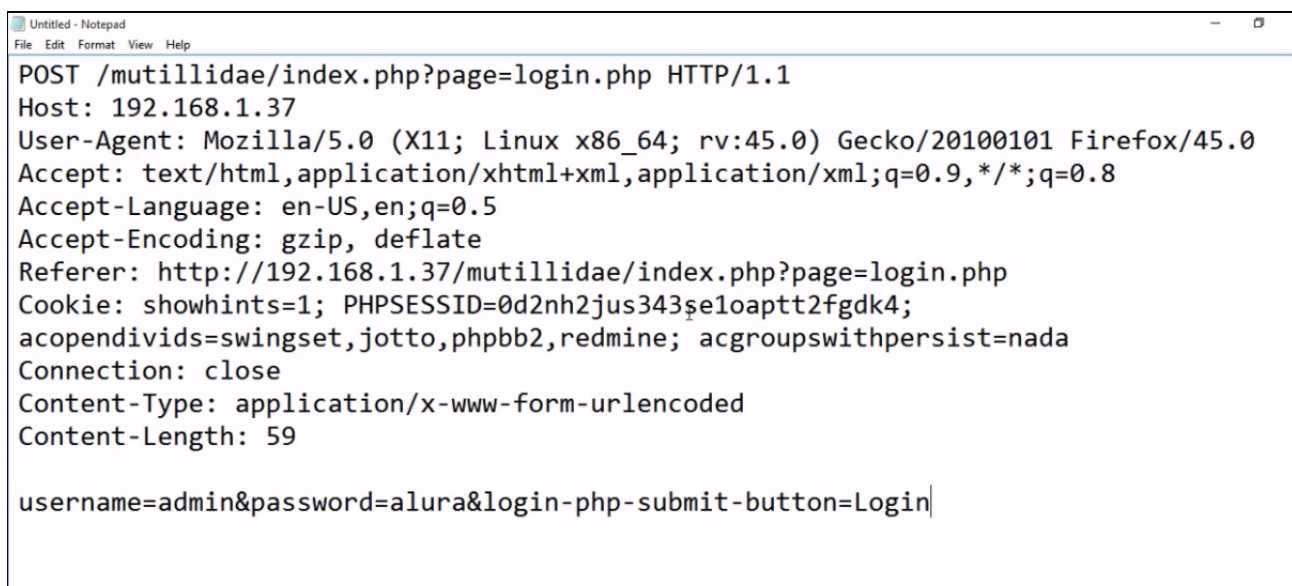 Untitled - Notepad
File Edit Format View Help
POST /mutillidae/index.php?page=login.php HTTP/1.1
Host: 192.168.1.37
User-Agent: Mozilla/5.0 (X11; Linux x86_64; rv:45.0) Gecko/20100101 Firefox/45.0
Accept: text/html,application/xhtml+xml,application/xml;q=0.9,*/*;q=0.8
Accept-Language: en-US,en;q=0.5
Accept-Encoding: gzip, deflate
Referer: http://192.168.1.37/mutillidae/index.php?page=login.php
Cookie: showhints=1; PHPSESSID=0d2nh2jus343se1oaptt2fgdk4;
acopendivids=swingset,jotto,phpbb2,redmine; acgroupswithpersist=nada
Connection: close
Content-Type: application/x-www-form-urlencoded
Content-Length: 59
username=admin&password=alura&login-php-submit-button=Login